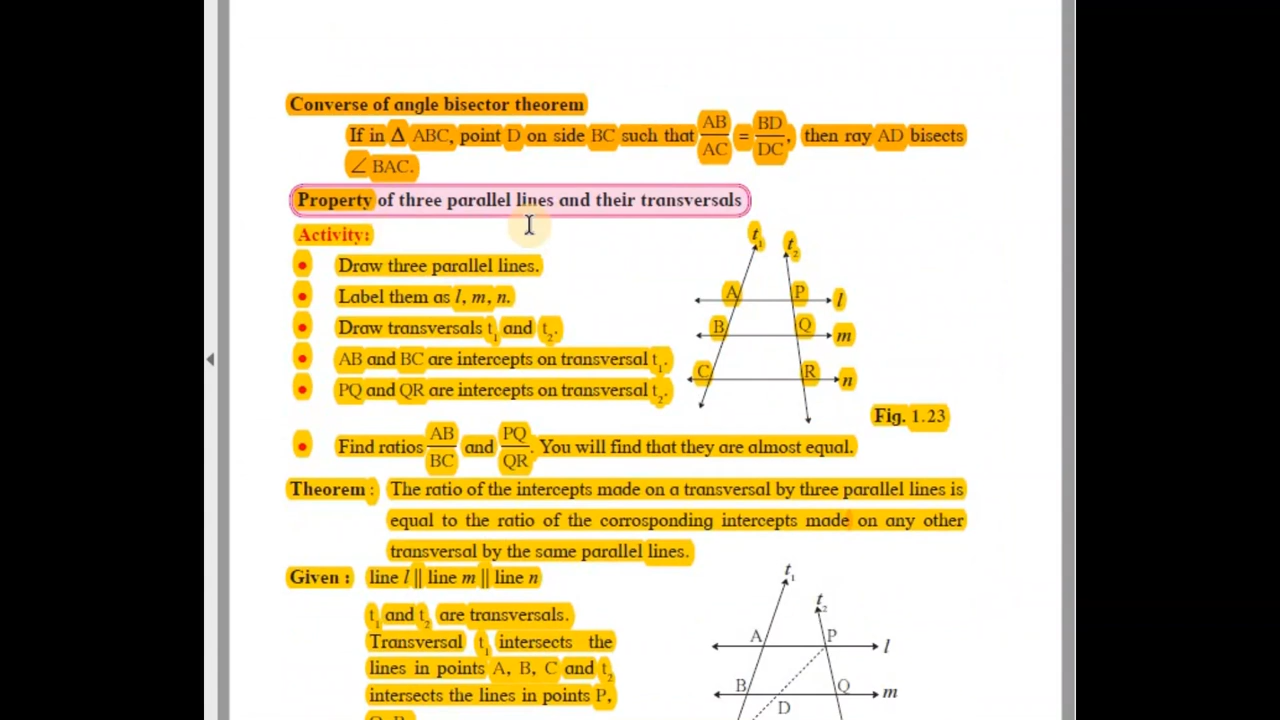 Converse of angle bisector theorem
If in Δ ABC, point D on side BC such that AB/AC = BD/DC, then ray AD bisects
∠ BAC.
Property of three parallel lines and their transversals
Activity:
• Draw three parallel lines.
• Label them as l, m, n.
• Draw transversals t₁ and t₂.
• AB and BC are intercepts on transversal t₁.
• PQ and QR are intercepts on transversal t₂.
t₁ t₂
A P l
B Q m
C R n
Fig. 1.23
• Find ratios AB/BC and PQ/QR. You will find that they are almost equal.
Theorem : The ratio of the intercepts made on a transversal by three parallel lines is
equal to the ratio of the corrosponding intercepts made on any other
transversal by the same parallel lines.
Given : line l || line m || line n
t₁ and t₂ are transversals.
Transversal t₁ intersects the
lines in points A, B, C and t₂
intersects the lines in points P,
t₁
t₂
A P l
B Q m
D